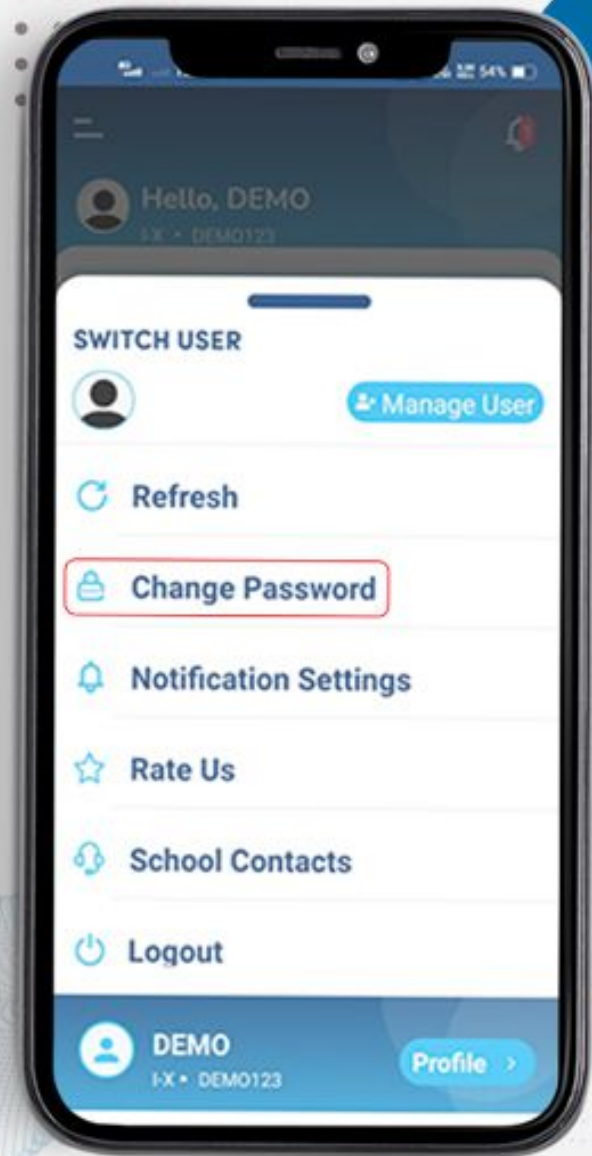 54%
Hello, DEMO
I-X • DEMO123
SWITCH USER
Manage User
Refresh
Change Password
Notification Settings
Rate Us
School Contacts
Logout
DEMO
I-X • DEMO123
Profile >